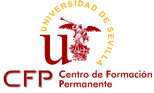 UNIVERSIDAD DE SEVILLA
u
CFP Centro de Formación
Permanente